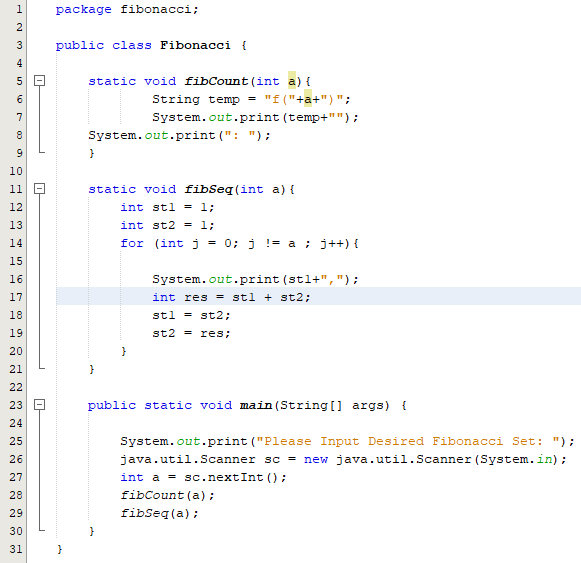 1 package fibonacci;
2
3 public class Fibonacci {
4
5 static void fibCount(int a){
6 String temp = "f("+a+")";
7 System.out.print(temp+"");
8 System.out.print(": ");
9 }
10
11 static void fibSeq(int a){
12 int st1 = 1;
13 int st2 = 1;
14 for (int j = 0; j != a ; j++){
15
16 System.out.print(st1+",");
17 int res = st1 + st2;
18 st1 = st2;
19 st2 = res;
20 }
21 }
22
23 public static void main(String[] args) {
24
25 System.out.print("Please Input Desired Fibonacci Set: ");
26 java.util.Scanner sc = new java.util.Scanner(System.in);
27 int a = sc.nextInt();
28 fibCount(a);
29 fibSeq(a);
30 }
31 }